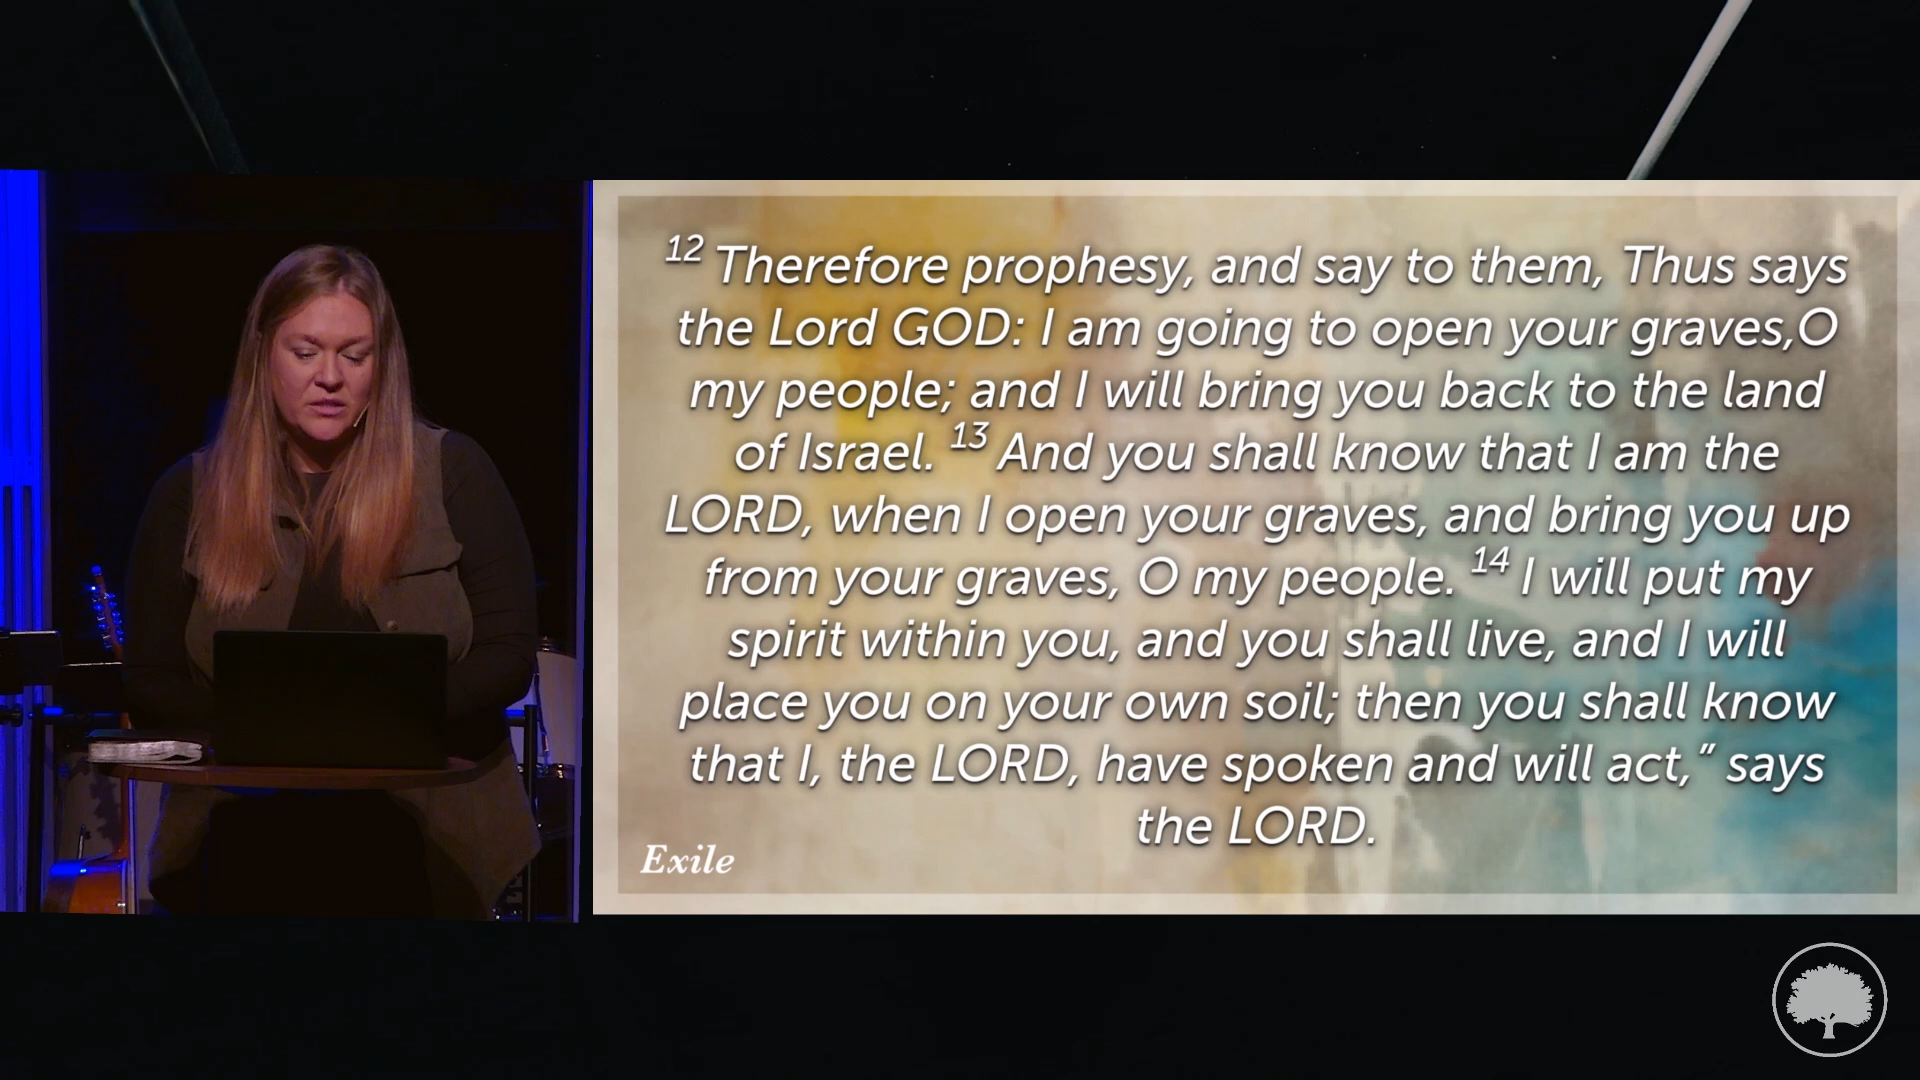 12 Therefore prophesy, and say to them, Thus says
the Lord GOD: I am going to open your graves,O
my people; and I will bring you back to the land
of Israel. 13 And you shall know that I am the
LORD, when I open your graves, and bring you up
from your graves, O my people. 14 I will put my
spirit within you, and you shall live, and I will
place you on your own soil; then you shall know
that I, the LORD, have spoken and will act,” says
the LORD.
Exile